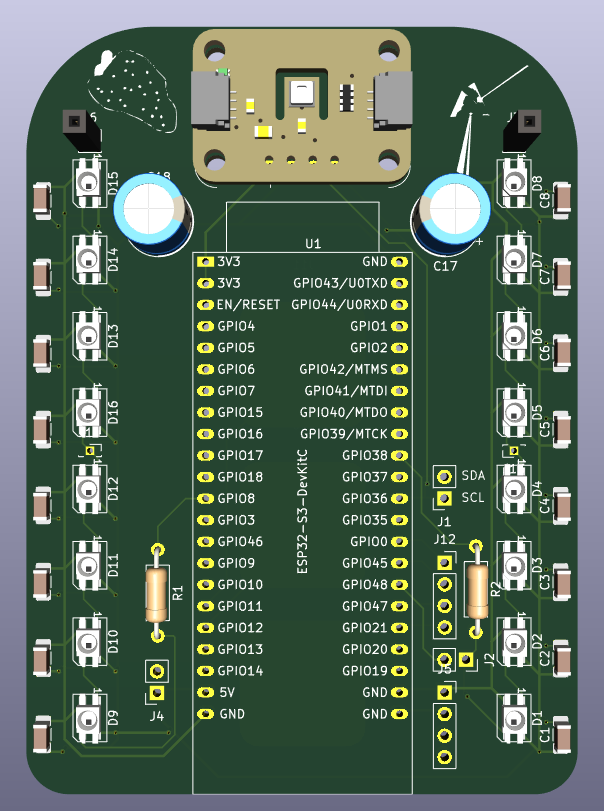 U1
3V3
GND
3V3
GPIO43/U0TXD
EN/RESET
GPIO44/U0RXD
GPIO4
GPIO1
GPIO5
GPIO2
GPIO6
GPIO42/MTMS
GPIO7
GPIO41/MTDI
GPIO15
GPIO40/MTDO
GPIO16
GPIO39/MTCK
GPIO17
GPIO38
GPIO18
GPIO37
GPIO8
GPIO36
GPIO3
GPIO35
GPIO46
GPIO0
GPIO9
GPIO45
GPIO10
GPIO48
GPIO11
GPIO47
GPIO12
GPIO21
GPIO13
GPIO20
GPIO14
GPIO19
5V
GND
GND
GND
ESP32-S3-DevKitC
D15
D14
D13
D16
D12
D11
D10
D9
R1
J4
C17
+
SDA
SCL
J1
J12
R2
J2
D8
C8
D7
C7
D6
C6
D5
C5
D4
C4
D3
C3
D2
C2
D1
C1